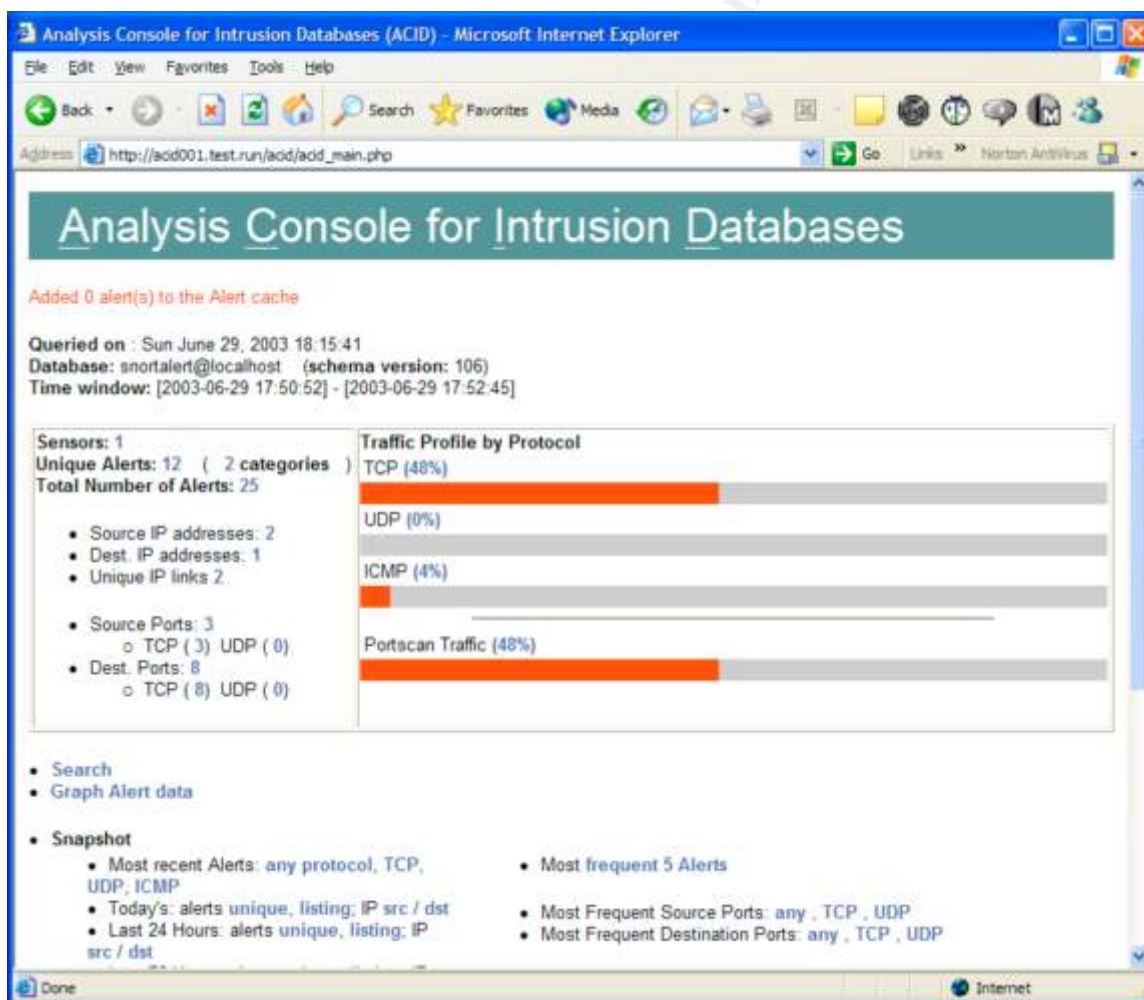 Analysis Console for Intrusion Databases (ACID) - Microsoft Internet Explorer
File Edit View Favorites Tools Help
Back Search Favorites Media
Address http://acid001.test.run/acid/acid_main.php Go Links » Norton AntiVirus
Analysis Console for Intrusion Databases
Added 0 alert(s) to the Alert cache
Queried on : Sun June 29, 2003 18:15:41
Database: snortalert@localhost (schema version: 106)
Time window: [2003-06-29 17:50:52] - [2003-06-29 17:52:45]
Sensors: 1
Unique Alerts: 12 ( 2 categories )
Total Number of Alerts: 25
• Source IP addresses: 2
• Dest. IP addresses: 1
• Unique IP links 2
• Source Ports: 3
○ TCP ( 3) UDP ( 0)
• Dest. Ports: 8
○ TCP ( 8) UDP ( 0)
Traffic Profile by Protocol
TCP (48%)
UDP (0%)
ICMP (4%)
Portscan Traffic (48%)
• Search
• Graph Alert data
• Snapshot
• Most recent Alerts: any protocol, TCP,
UDP, ICMP
• Today's: alerts unique, listing; IP src / dst
• Last 24 Hours: alerts unique, listing; IP
src / dst
• Most frequent 5 Alerts
• Most Frequent Source Ports: any , TCP , UDP
• Most Frequent Destination Ports: any , TCP , UDP
Done Internet